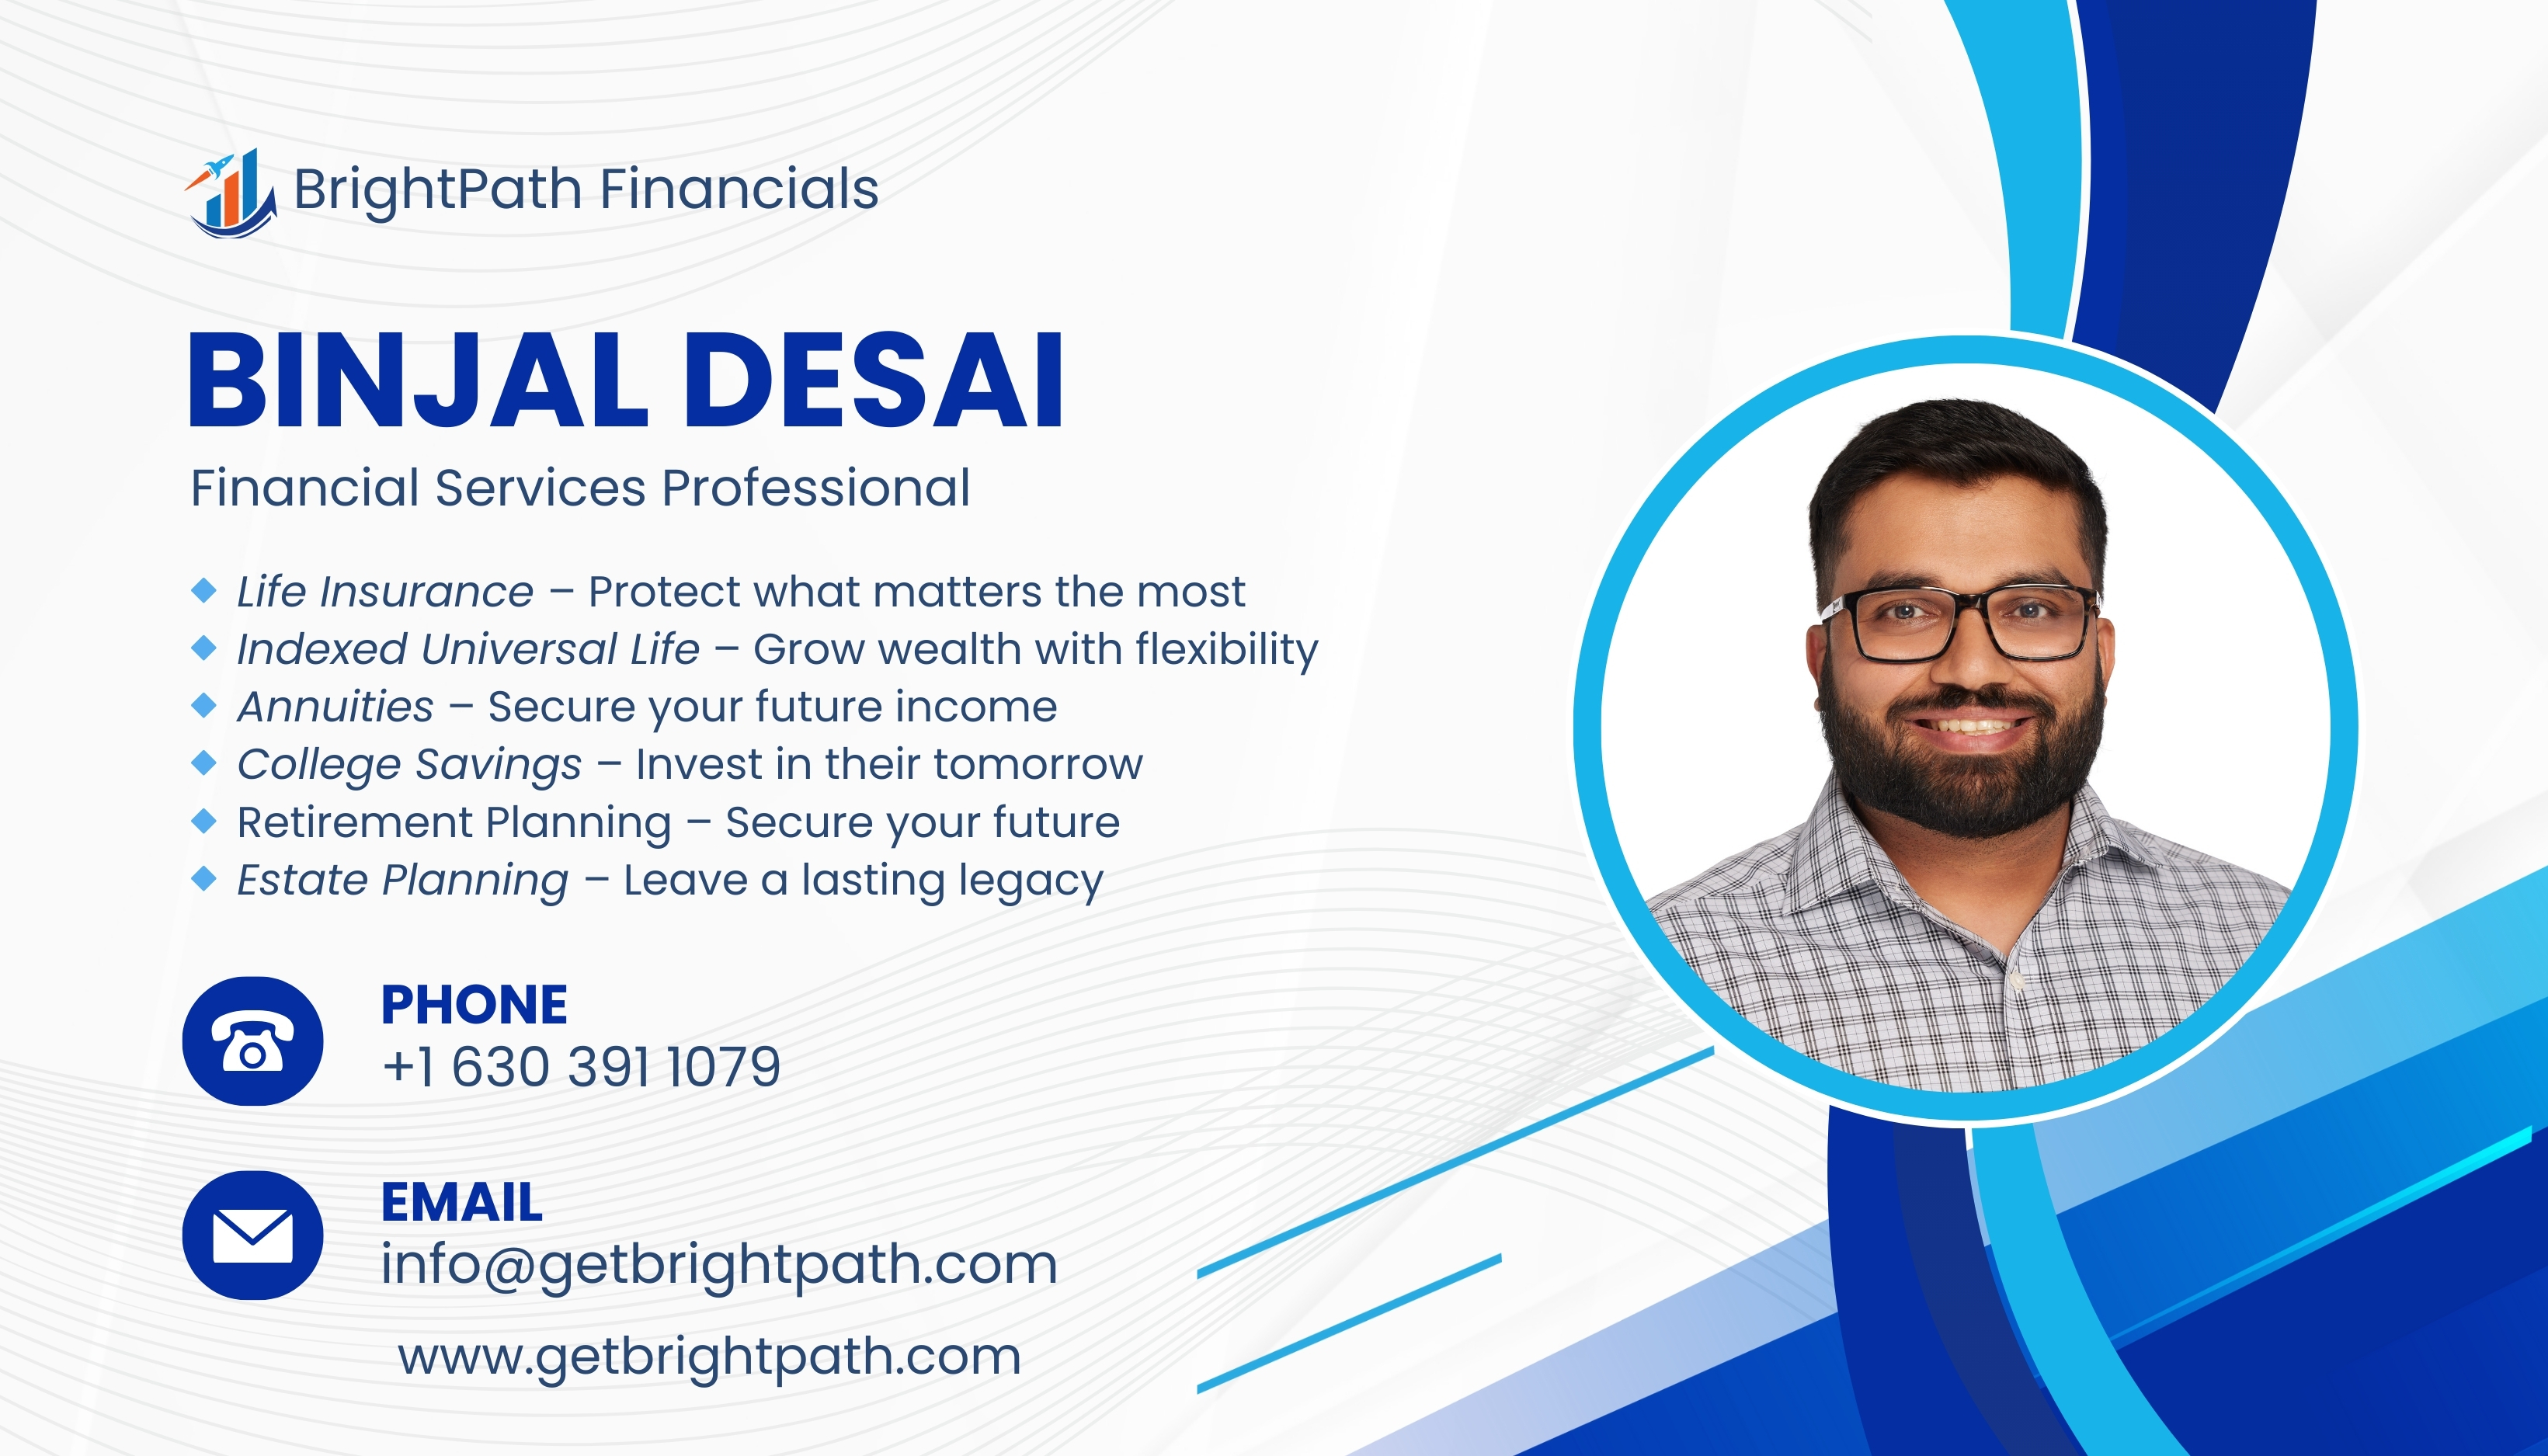 BrightPath Financials
BINJAL DESAI
Financial Services Professional
Life Insurance – Protect what matters the most
Indexed Universal Life – Grow wealth with flexibility
Annuities – Secure your future income
College Savings – Invest in their tomorrow
Retirement Planning – Secure your future
Estate Planning – Leave a lasting legacy
PHONE
+1 630 391 1079
EMAIL
info@getbrightpath.com
www.getbrightpath.com